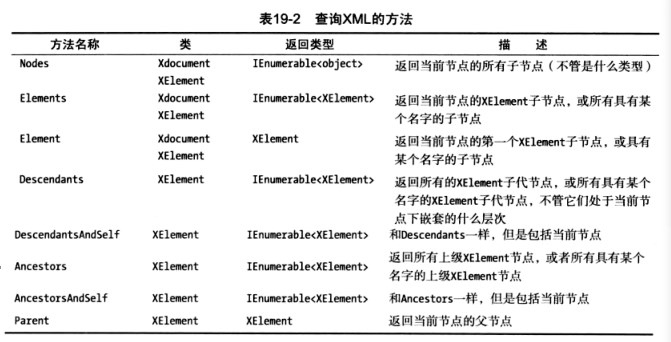 表19-2 查询XML的方法
方法名称 类 返回类型 描 述
Nodes Xdocument IEnumerable<object> 返回当前节点的所有子节点（不管是什么类型）
XElement
Elements Xdocument IEnumerable<XElement> 返回当前节点的XElement子节点，或所有具有某
XElement 个名字的子节点
Element Xdocument XElement 返回当前节点的第一个XElement子节点，或具有
XElement 某个名字的子节点
Descendants XElement IEnumerable<XElement> 返回所有的XElement子代节点，或所有具有某个
名字的XElement子代节点，不管它们处于当前节
点下嵌套的什么层次
DescendantsAndSelf XElement IEnumerable<XElement> 和Descendants一样，但是包括当前节点
Ancestors XElement IEnumerable<XElement> 返回所有上级XElement节点，或者所有具有某个
名字的上级XElement节点
AncestorsAndSelf XElement IEnumerable<XElement> 和Ancestors一样，但是包括当前节点
Parent XElement XElement 返回当前节点的父节点